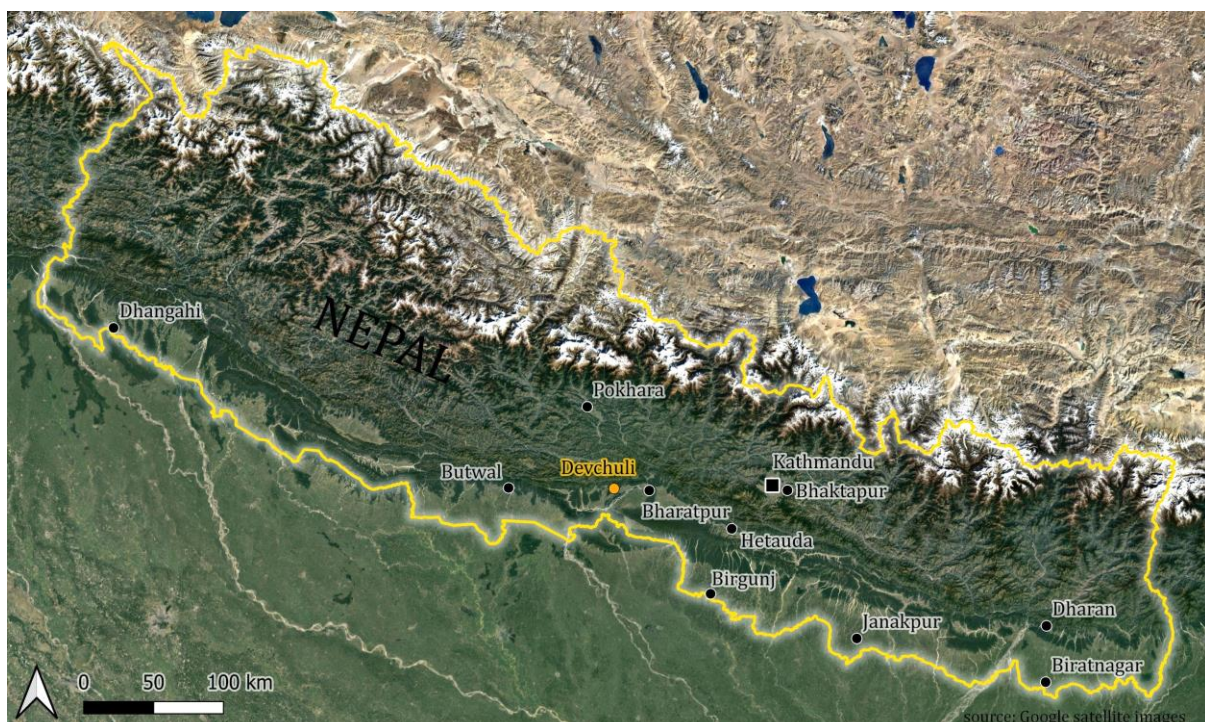 Dhangahi
NEPAL
Pokhara
Butwal
Devchuli
Kathmandu
Bhaktapur
Bharatpur
Hetauda
Birgunj
Janakpur
Dharan
Biratnagar
0 50 100 km
source: Google satellite images